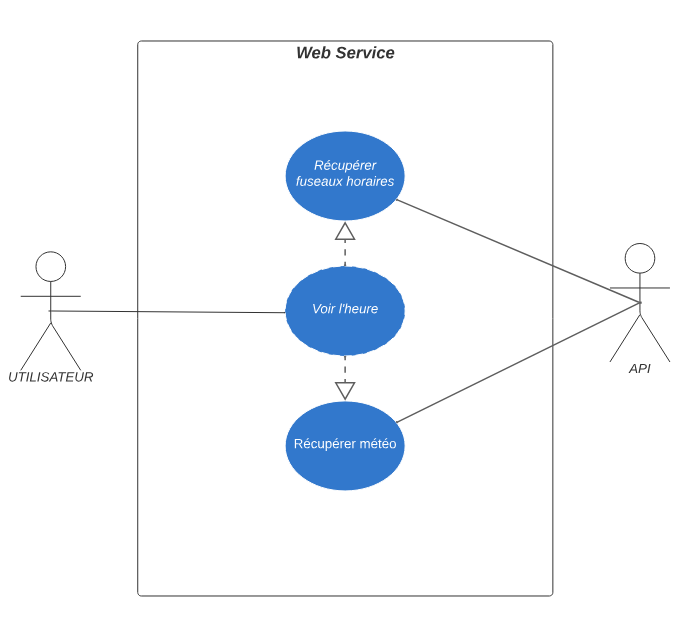 Web Service
Récupérer
fuseaux horaires
Voir l'heure
UTILISATEUR
API
Récupérer météo